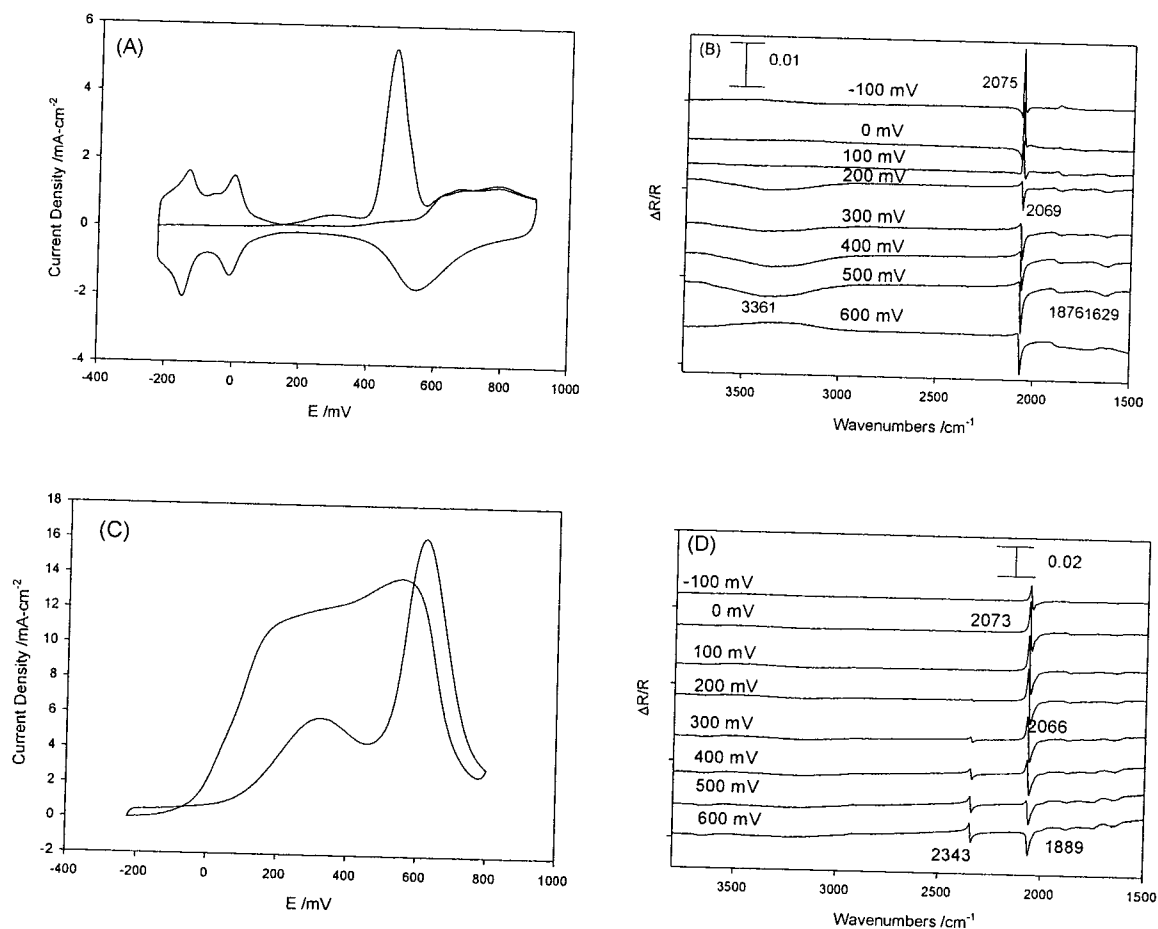 (A)
6
4
2
0
-2
-4
-400
-200
0
200
400
600
800
1000
Current Density /mA-cm⁻²
E /mV
(B)
0.01
2075
-100 mV
0 mV
100 mV
200 mV
2069
300 mV
400 mV
500 mV
3361
18761629
600 mV
ΔR/R
3500
3000
2500
2000
1500
Wavenumbers /cm⁻¹
(C)
18
16
14
12
10
8
6
4
2
0
-2
-400
-200
0
200
400
600
800
1000
Current Density /mA-cm⁻²
E /mV
(D)
0.02
-100 mV
0 mV
2073
100 mV
200 mV
2066
300 mV
400 mV
500 mV
600 mV
2343
1889
ΔR/R
3500
3000
2500
2000
1500
Wavenumbers /cm⁻¹